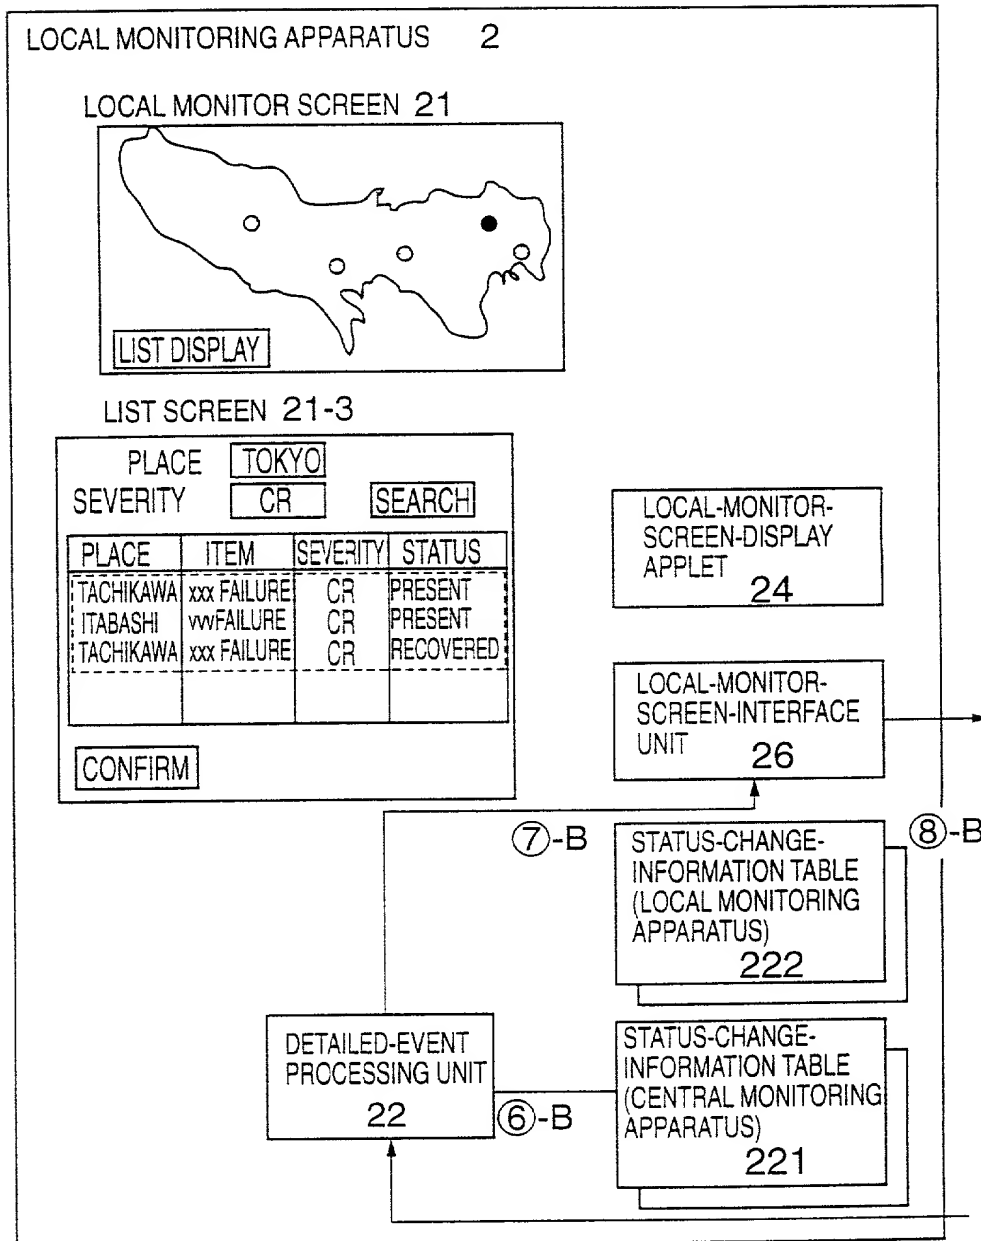 LOCAL MONITORING APPARATUS 2
LOCAL MONITOR SCREEN 21
LIST DISPLAY
LIST SCREEN 21-3
PLACE TOKYO
SEVERITY CR SEARCH
PLACE ITEM SEVERITY STATUS
TACHIKAWA xxx FAILURE CR PRESENT
ITABASHI vvvFAILURE CR PRESENT
TACHIKAWA xxx FAILURE CR RECOVERED
CONFIRM
LOCAL-MONITOR-
SCREEN-DISPLAY
APPLET
24
LOCAL-MONITOR-
SCREEN-INTERFACE
UNIT
26
⑦-B
⑧-B
STATUS-CHANGE-
INFORMATION TABLE
(LOCAL MONITORING
APPARATUS)
222
DETAILED-EVENT
PROCESSING UNIT
22
⑥-B
STATUS-CHANGE-
INFORMATION TABLE
(CENTRAL MONITORING
APPARATUS)
221